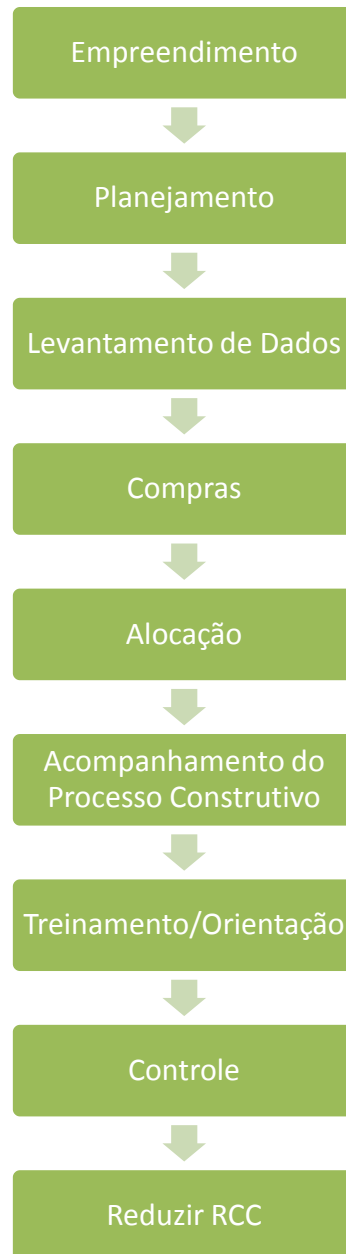 Empreendimento
Planejamento
Levantamento de Dados
Compras
Alocação
Acompanhamento do
Processo Construtivo
Treinamento/Orientação
Controle
Reduzir RCC